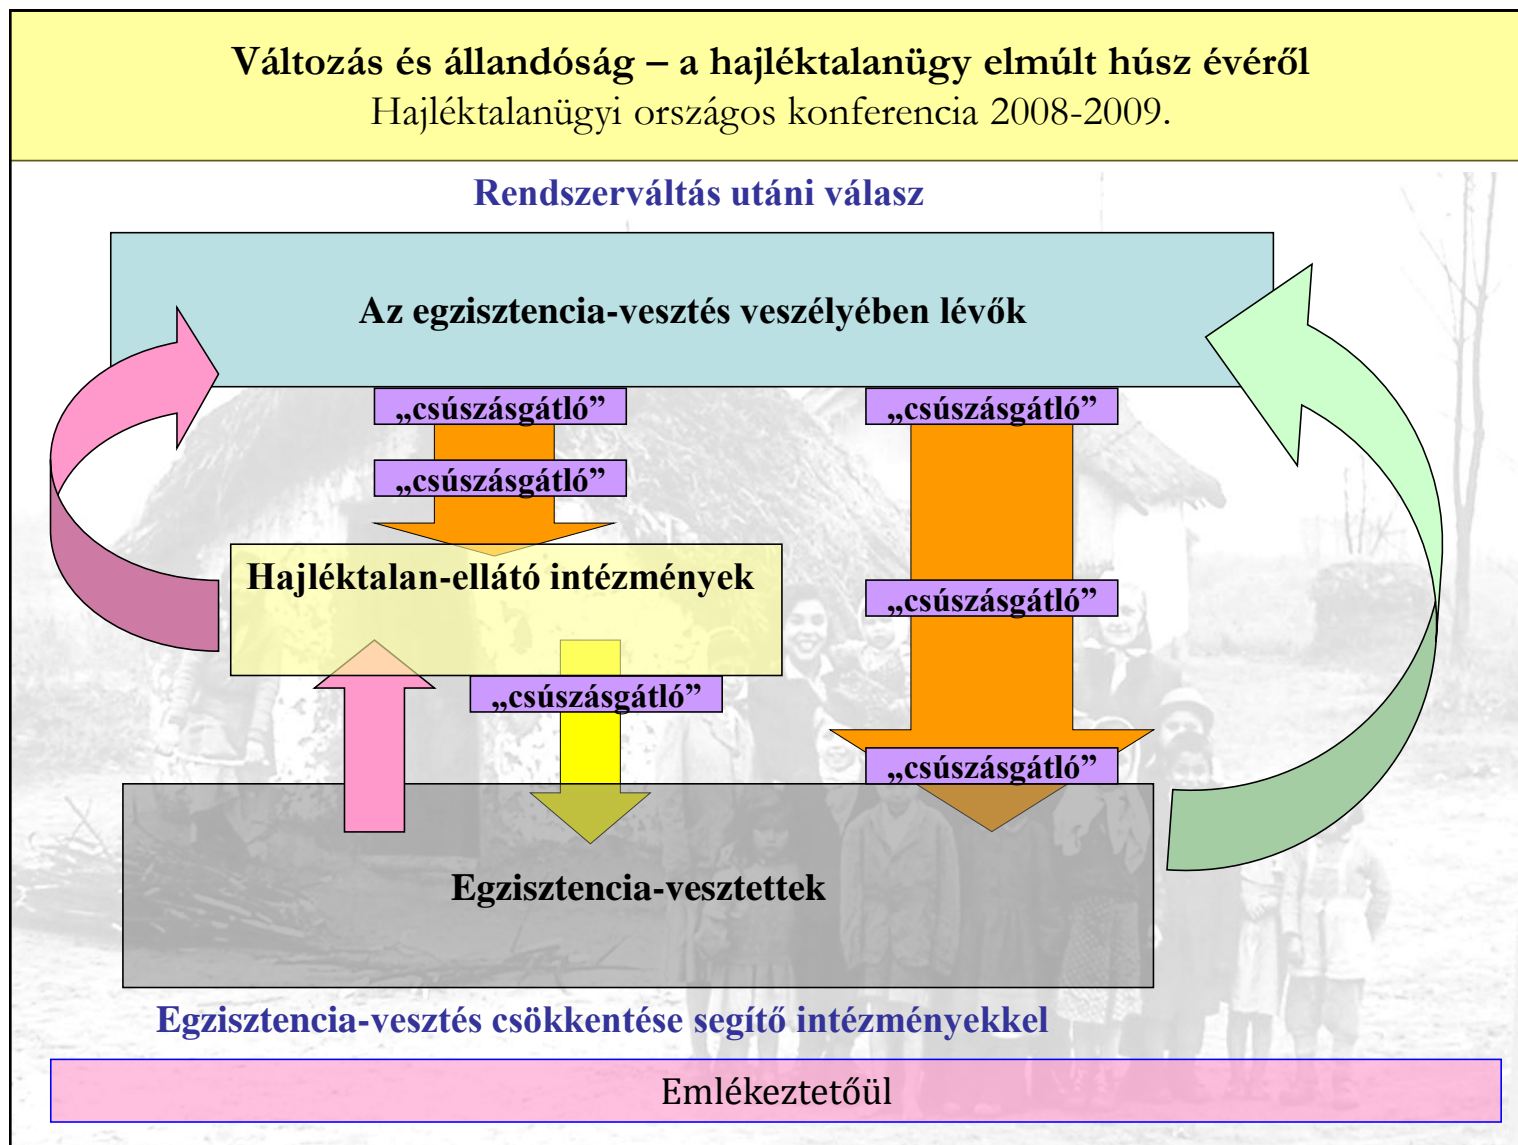 Változás és állandóság – a hajléktalanügy elmúlt húsz évéről
Hajléktalanügyi országos konferencia 2008-2009.
Rendszerváltás utáni válasz
Az egzisztencia-vesztés veszélyében lévők
„csúszásgátló”
„csúszásgátló”
„csúszásgátló”
Hajléktalan-ellátó intézmények
„csúszásgátló”
„csúszásgátló”
„csúszásgátló”
Egzisztencia-vesztettek
Egzisztencia-vesztés csökkentése segítő intézményekkel
Emlékeztetőül